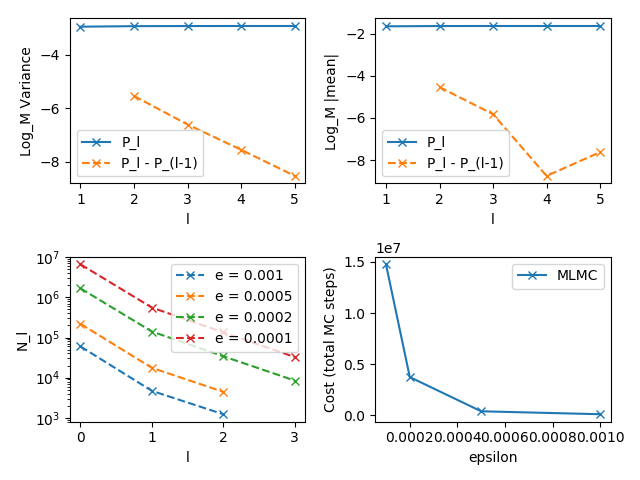 Log_M Variance
−4
−6
−8
P_l
P_l - P_(l-1)
1 2 3 4 5
l
Log_M |mean|
−2
−4
−6
−8
P_l
P_l - P_(l-1)
1 2 3 4 5
l
N_l
10^7
10^6
10^5
10^4
10^3
e = 0.001
e = 0.0005
e = 0.0002
e = 0.0001
0 1 2 3
l
1e7
Cost (total MC steps)
1.5
1.0
0.5
0.0
MLMC
0.0002 0.0004 0.0006 0.0008 0.0010
epsilon